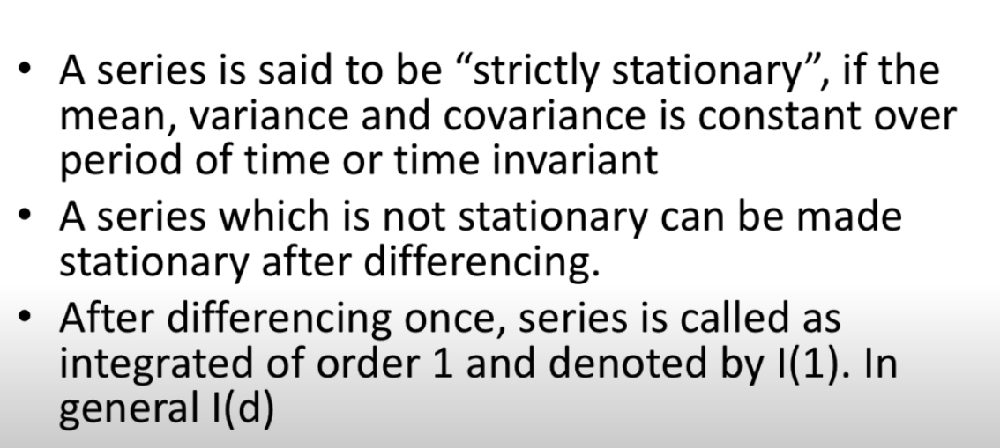 • A series is said to be “strictly stationary”, if the
mean, variance and covariance is constant over
period of time or time invariant
• A series which is not stationary can be made
stationary after differencing.
• After differencing once, series is called as
integrated of order 1 and denoted by I(1). In
general I(d)